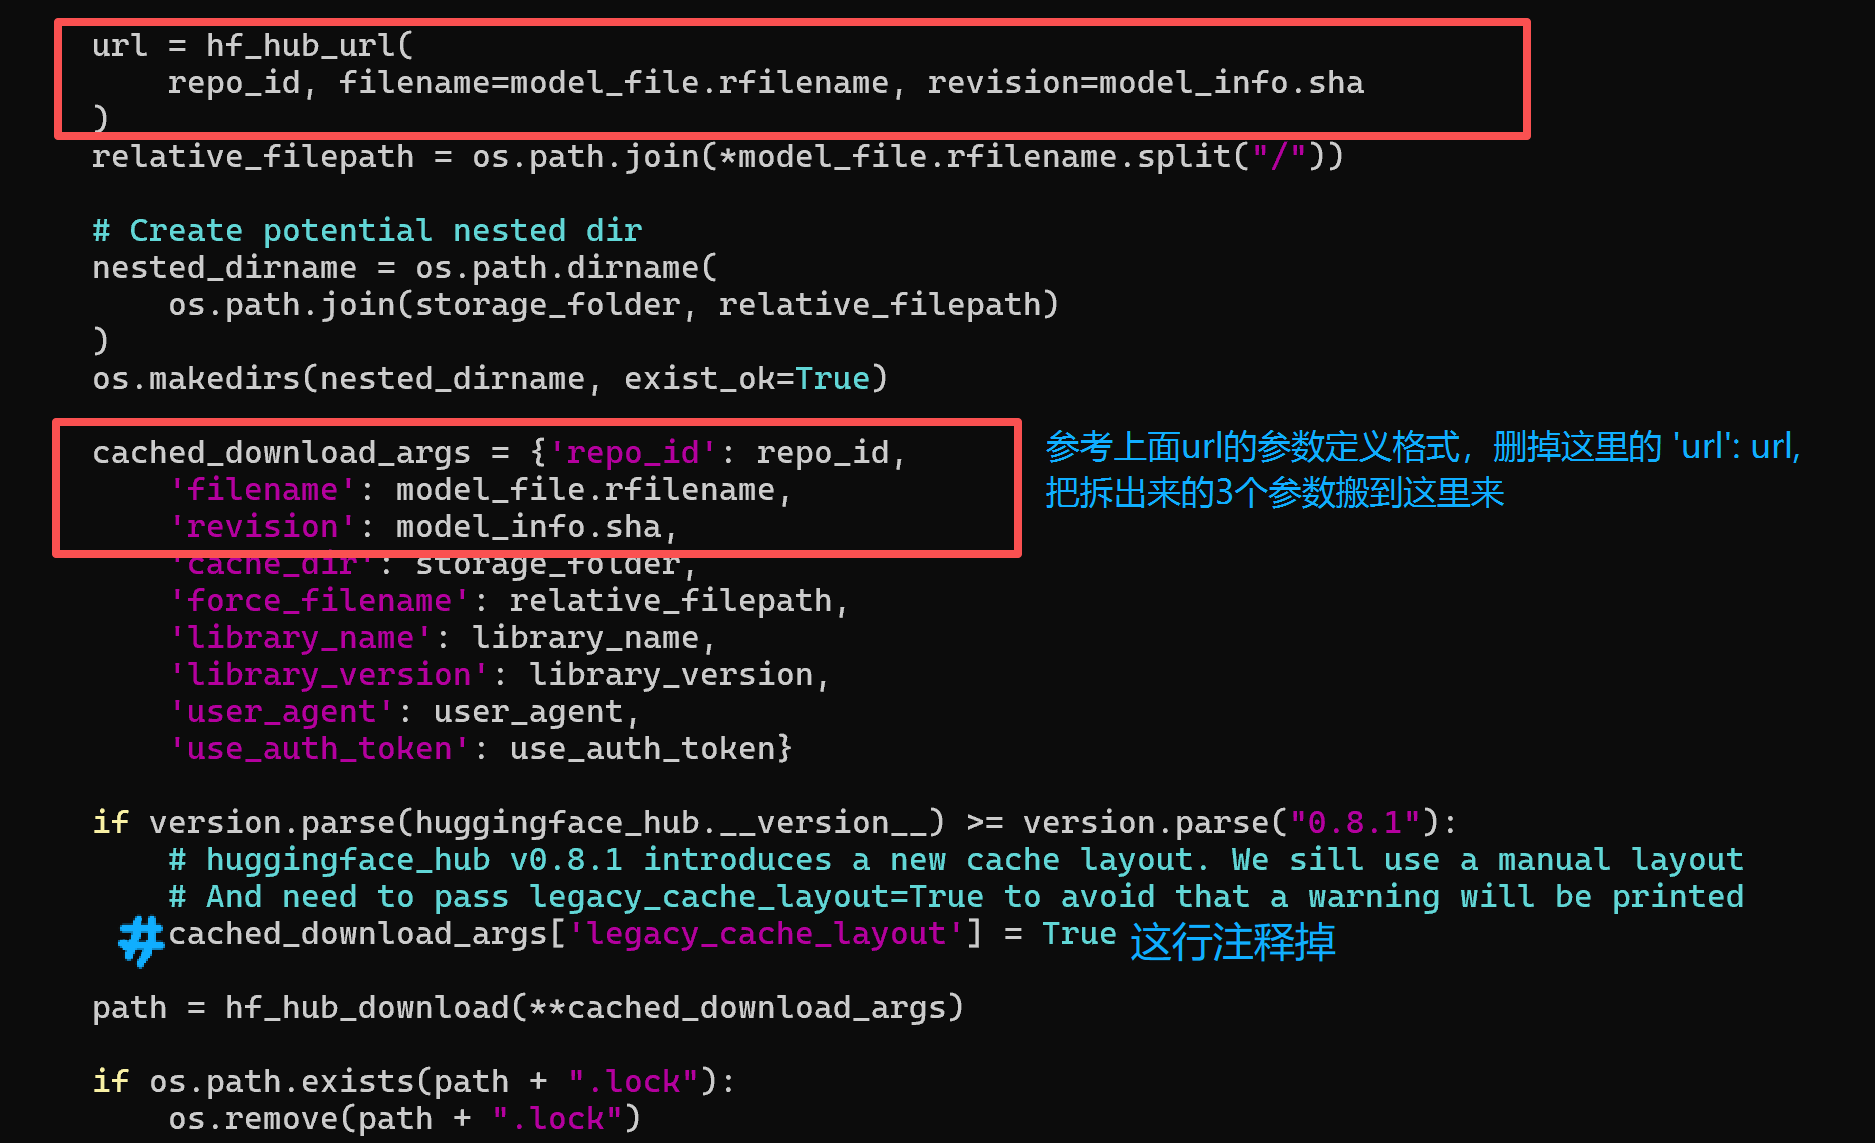 url = hf_hub_url(
    repo_id, filename=model_file.rfilename, revision=model_info.sha
)
relative_filepath = os.path.join(*model_file.rfilename.split("/"))

# Create potential nested dir
nested_dirname = os.path.dirname(
    os.path.join(storage_folder, relative_filepath)
)
os.makedirs(nested_dirname, exist_ok=True)

cached_download_args = {'repo_id': repo_id,
    'filename': model_file.rfilename,
    'revision': model_info.sha,
参考上面url的参数定义格式，删掉这里的 'url': url,
把拆出来的3个参数搬到这里来
    'cache_dir': storage_folder,
    'force_filename': relative_filepath,
    'library_name': library_name,
    'library_version': library_version,
    'user_agent': user_agent,
    'use_auth_token': use_auth_token}

if version.parse(huggingface_hub.__version__) >= version.parse("0.8.1"):
    # huggingface_hub v0.8.1 introduces a new cache layout. We sill use a manual layout
    # And need to pass legacy_cache_layout=True to avoid that a warning will be printed
#   cached_download_args['legacy_cache_layout'] = True 这行注释掉

path = hf_hub_download(**cached_download_args)

if os.path.exists(path + ".lock"):
    os.remove(path + ".lock")